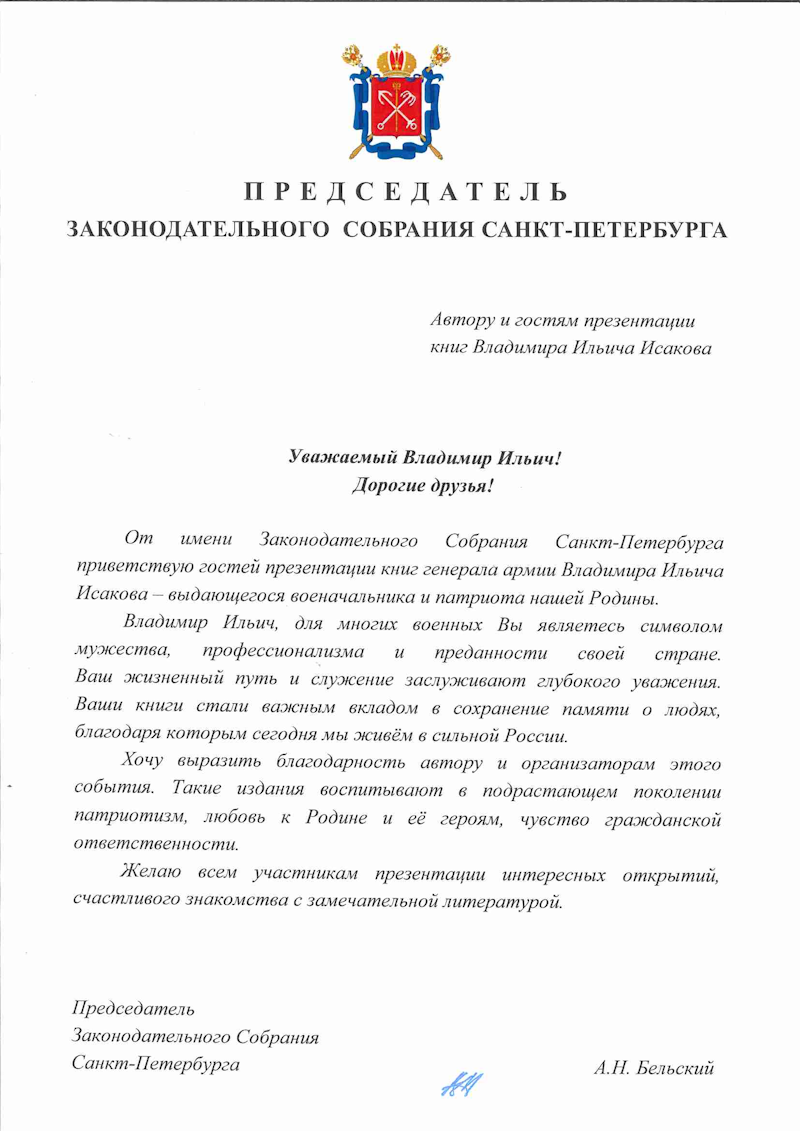 ПРЕДСЕДАТЕЛЬ
ЗАКОНОДАТЕЛЬНОГО СОБРАНИЯ САНКТ-ПЕТЕРБУРГА
Автору и гостям презентации
книг Владимира Ильича Исакова
Уважаемый Владимир Ильич!
Дорогие друзья!
От имени Законодательного Собрания Санкт-Петербурга
приветствую гостей презентации книг генерала армии Владимира Ильича
Исакова – выдающегося военачальника и патриота нашей Родины.
Владимир Ильич, для многих военных Вы являетесь символом
мужества, профессионализма и преданности своей стране.
Ваш жизненный путь и служение заслуживают глубокого уважения.
Ваши книги стали важным вкладом в сохранение памяти о людях,
благодаря которым сегодня мы живём в сильной России.
Хочу выразить благодарность автору и организаторам этого
события. Такие издания воспитывают в подрастающем поколении
патриотизм, любовь к Родине и её героям, чувство гражданской
ответственности.
Желаю всем участникам презентации интересных открытий,
счастливого знакомства с замечательной литературой.
Председатель
Законодательного Собрания
Санкт-Петербурга
А.Н. Бельский